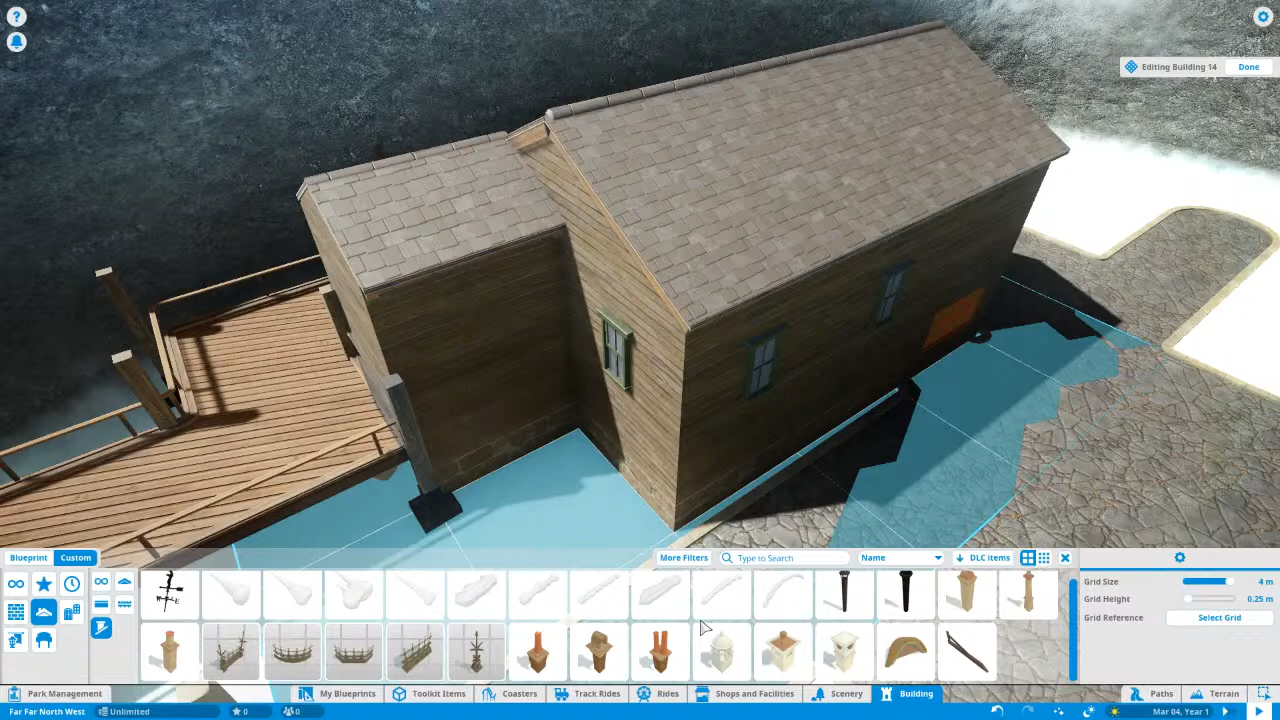 ?
Editing Building 14 Done
Blueprint Custom More Filters Type to Search Name DLC items
Grid Size 4 m
Grid Height 0.25 m
Grid Reference Select Grid
Park Management My Blueprints Toolkit Items Coasters Track Rides Rides Shops and Facilities Scenery Building Paths Terrain
Far Far North West Unlimited 0 0 Mar 04, Year 1